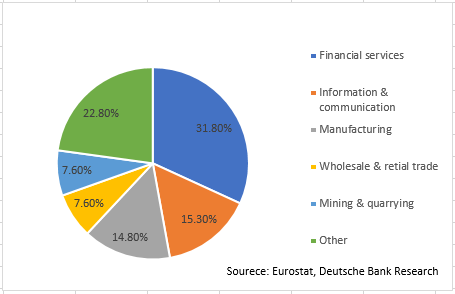 Financial services
Information &
communication
Manufacturing
Wholesale & retial trade
Mining & quarrying
Other
31.80%
15.30%
14.80%
7.60%
7.60%
22.80%
Sourece: Eurostat, Deutsche Bank Research